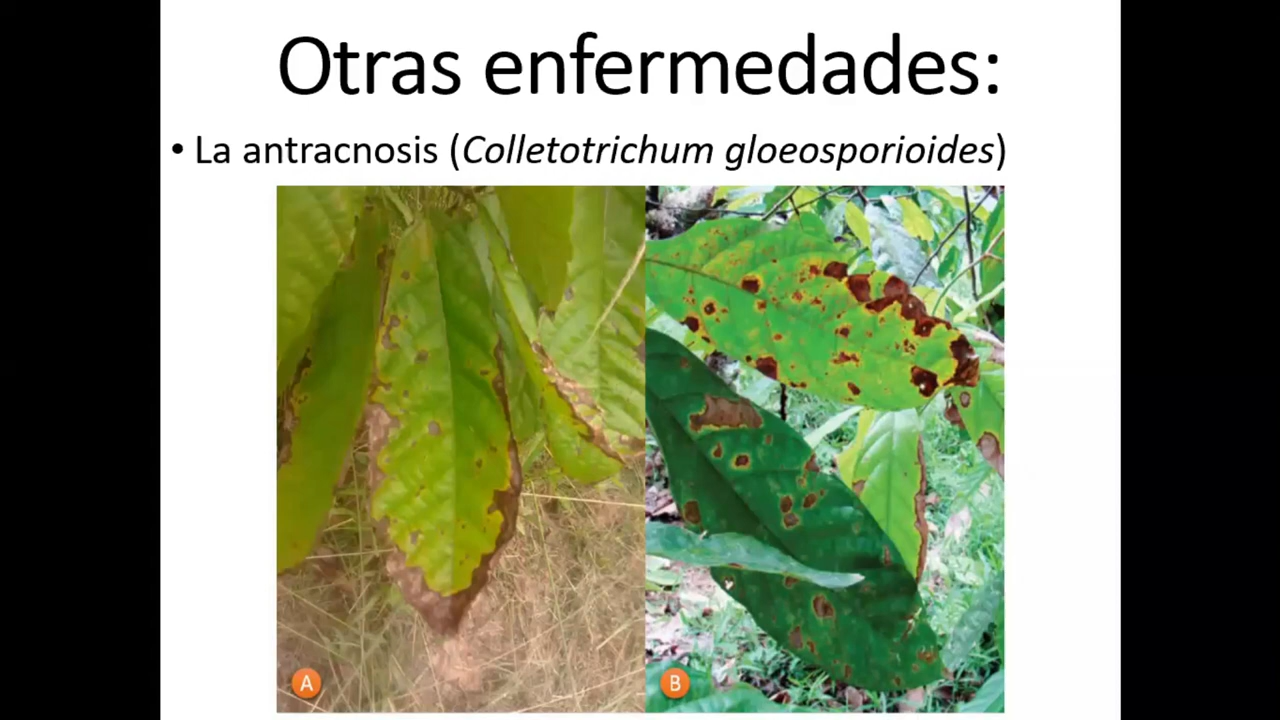 Otras enfermedades:
• La antracnosis (Colletotrichum gloeosporioides)
A
B